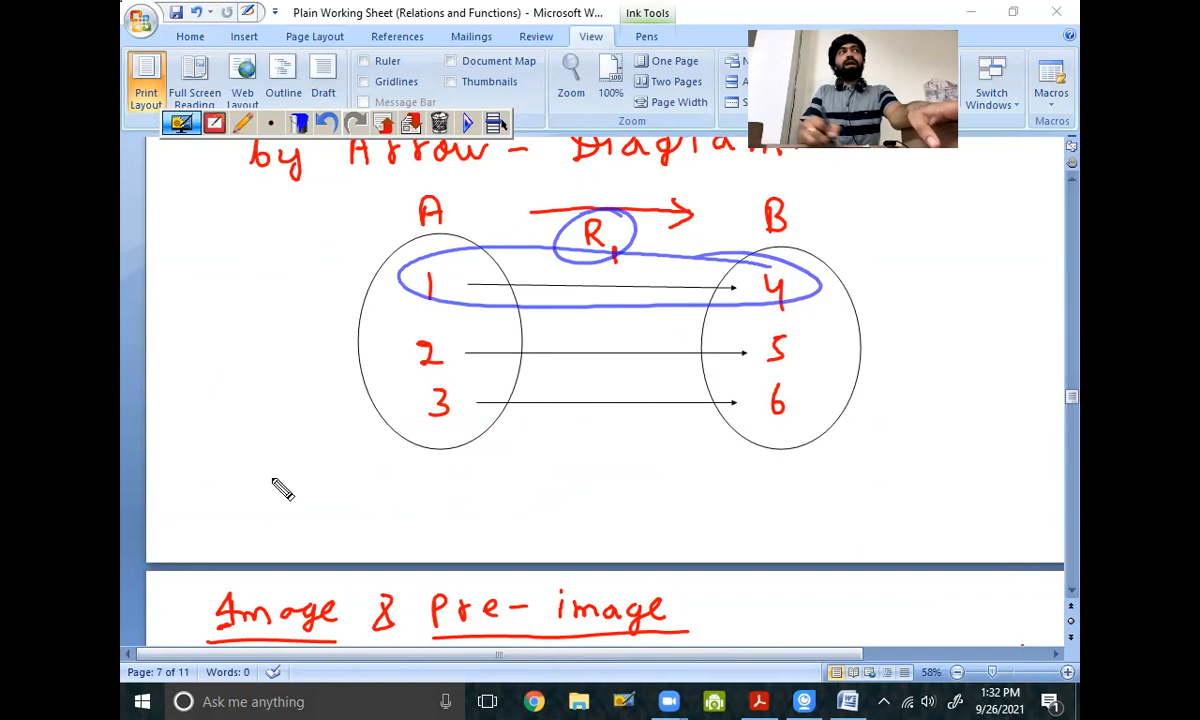 Plain Working Sheet (Relations and Functions) - Microsoft W...
Ink Tools
Home Insert Page Layout References Mailings Review View Pens
Ruler Document Map One Page
Gridlines Thumbnails Two Pages
Message Bar Page Width
Print Layout Full Screen Reading Web Layout Outline Draft Zoom 100% Switch Windows Macros
Zoom Macros
by Arrow - Diagram
A B
R1
1 4
2 5
3 6
Image & Pre-image
Page: 7 of 11 Words: 0 58%
Ask me anything
1:32 PM
9/26/2021